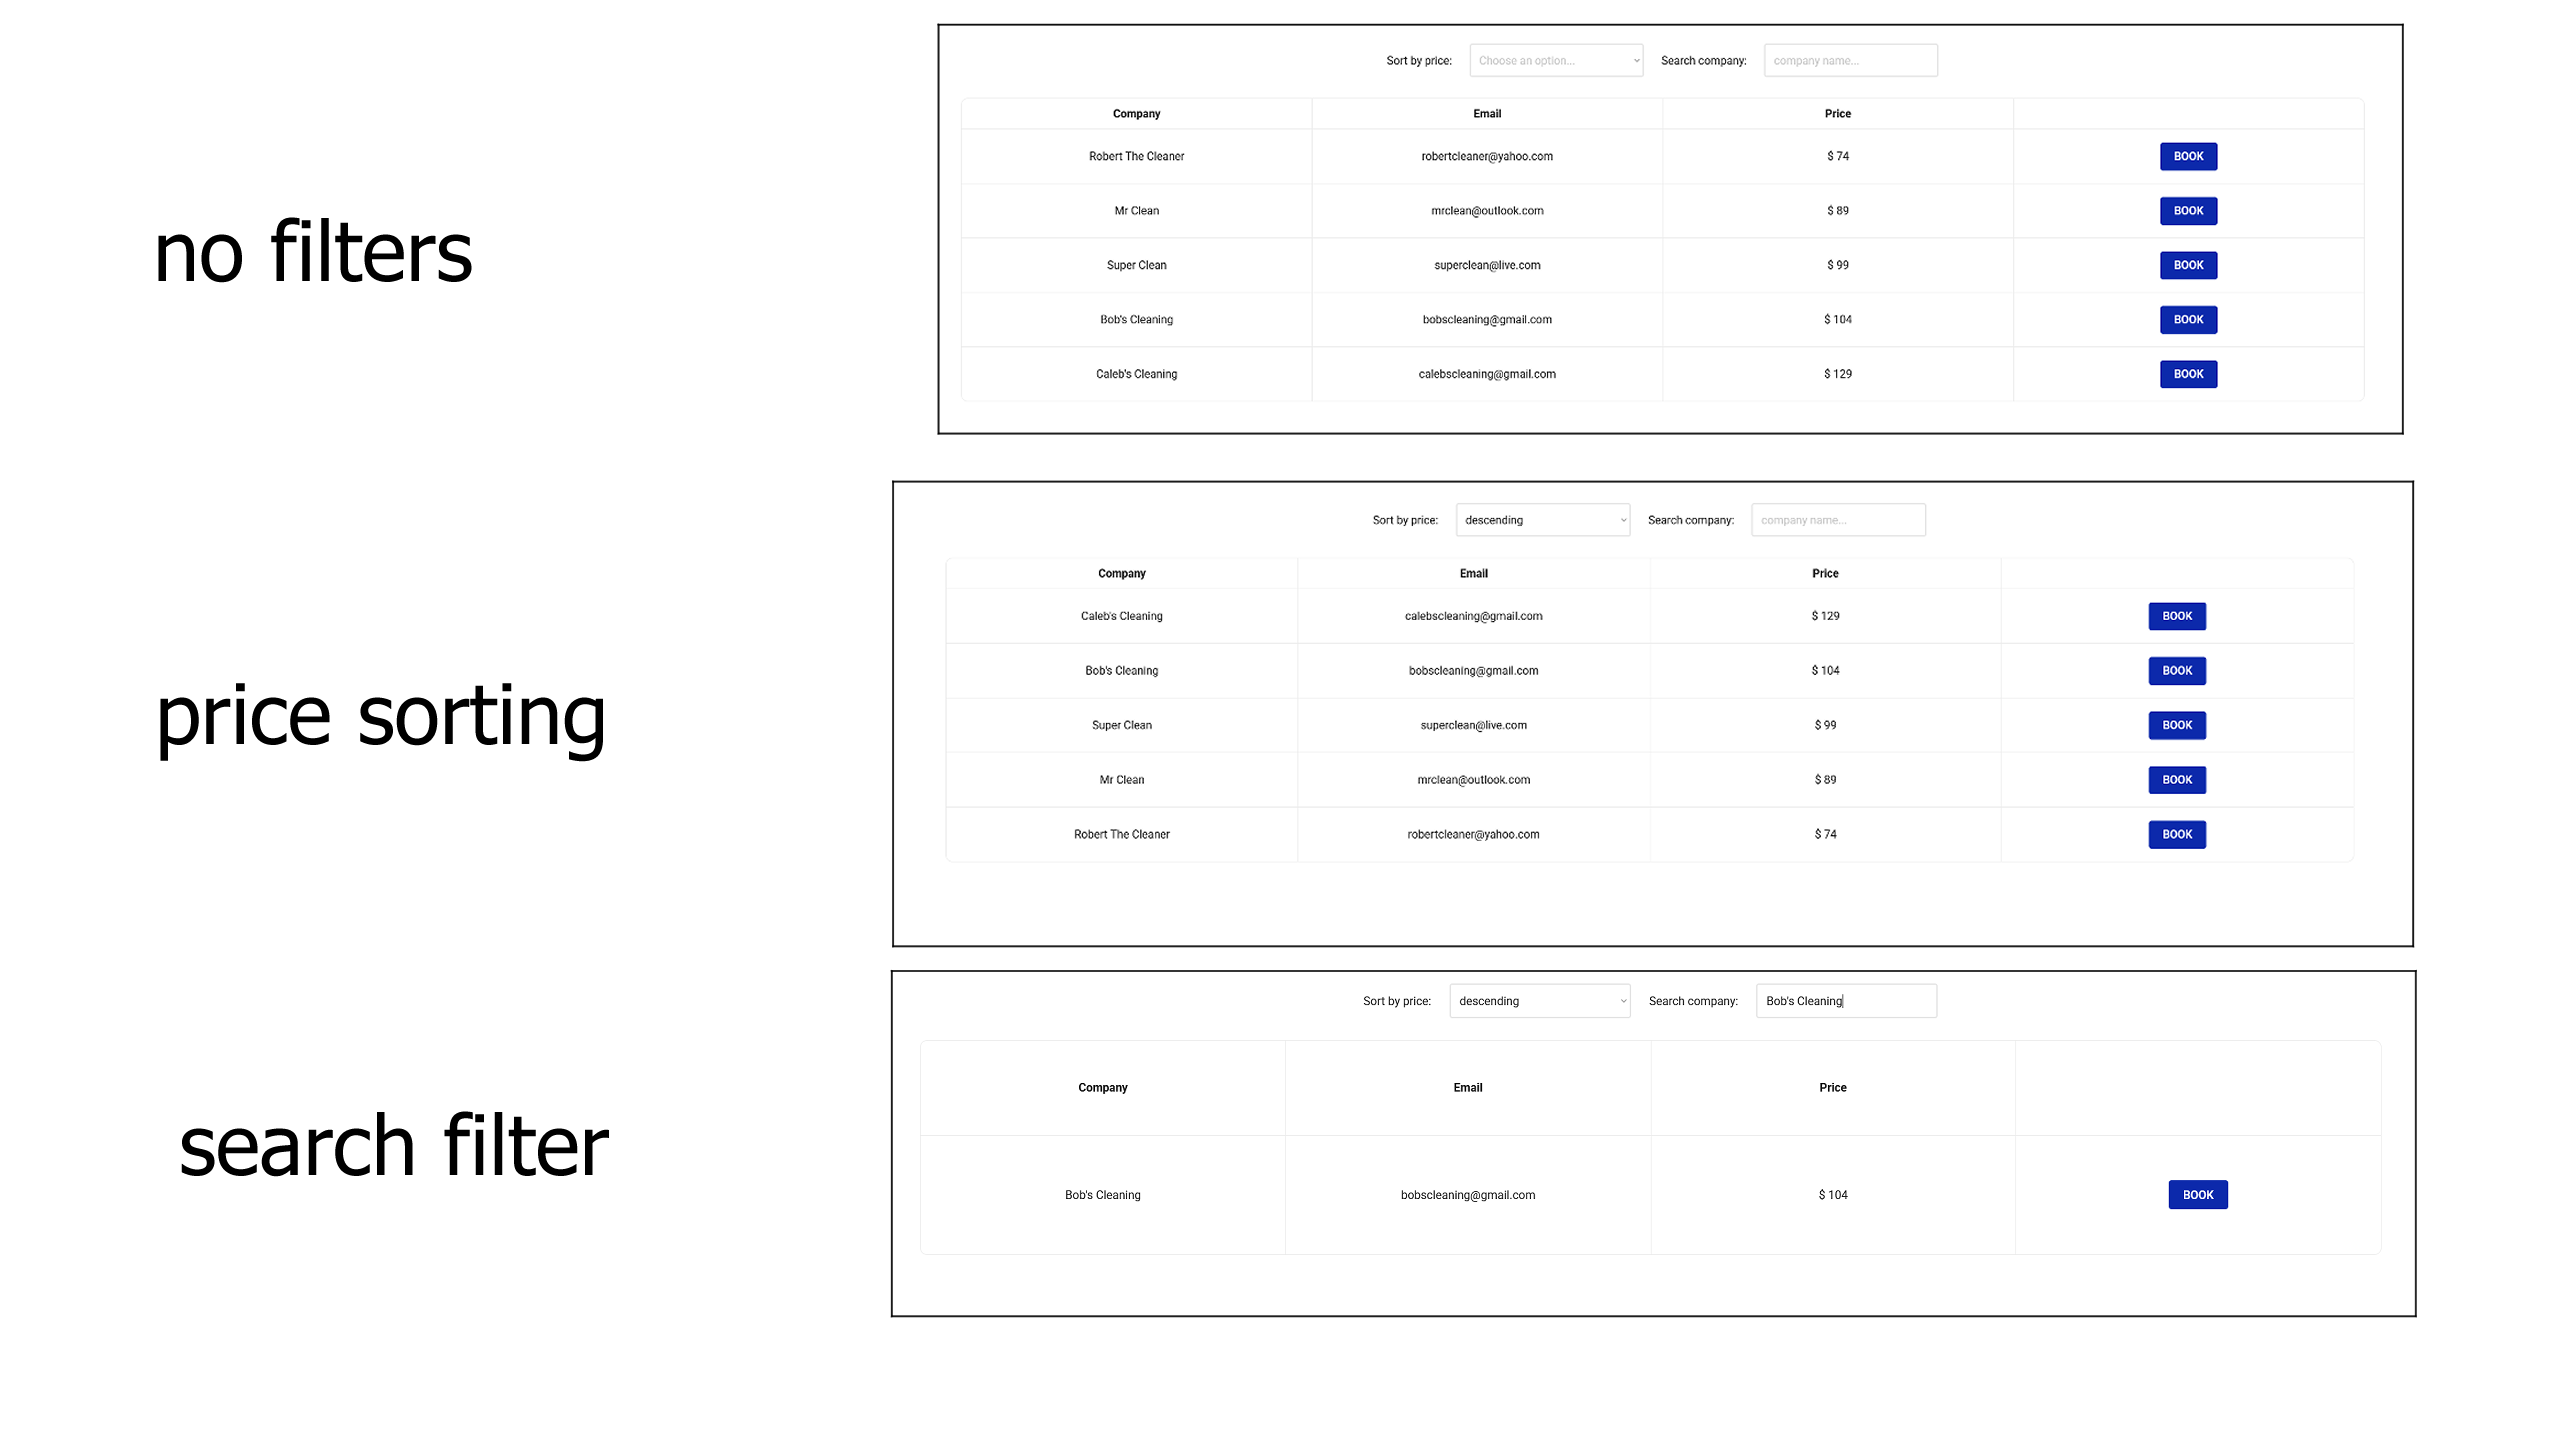 no filters
Sort by price: Choose an option... Search company: company name...
Company Email Price
Robert The Cleaner robertcleaner@yahoo.com $ 74 BOOK
Mr Clean mrclean@outlook.com $ 89 BOOK
Super Clean superclean@live.com $ 99 BOOK
Bob's Cleaning bobscleaning@gmail.com $ 104 BOOK
Caleb's Cleaning calebscleaning@gmail.com $ 129 BOOK
price sorting
Sort by price: descending Search company: company name...
Company Email Price
Caleb's Cleaning calebscleaning@gmail.com $ 129 BOOK
Bob's Cleaning bobscleaning@gmail.com $ 104 BOOK
Super Clean superclean@live.com $ 99 BOOK
Mr Clean mrclean@outlook.com $ 89 BOOK
Robert The Cleaner robertcleaner@yahoo.com $ 74 BOOK
search filter
Sort by price: descending Search company: Bob's Cleaning
Company Email Price
Bob's Cleaning bobscleaning@gmail.com $ 104 BOOK